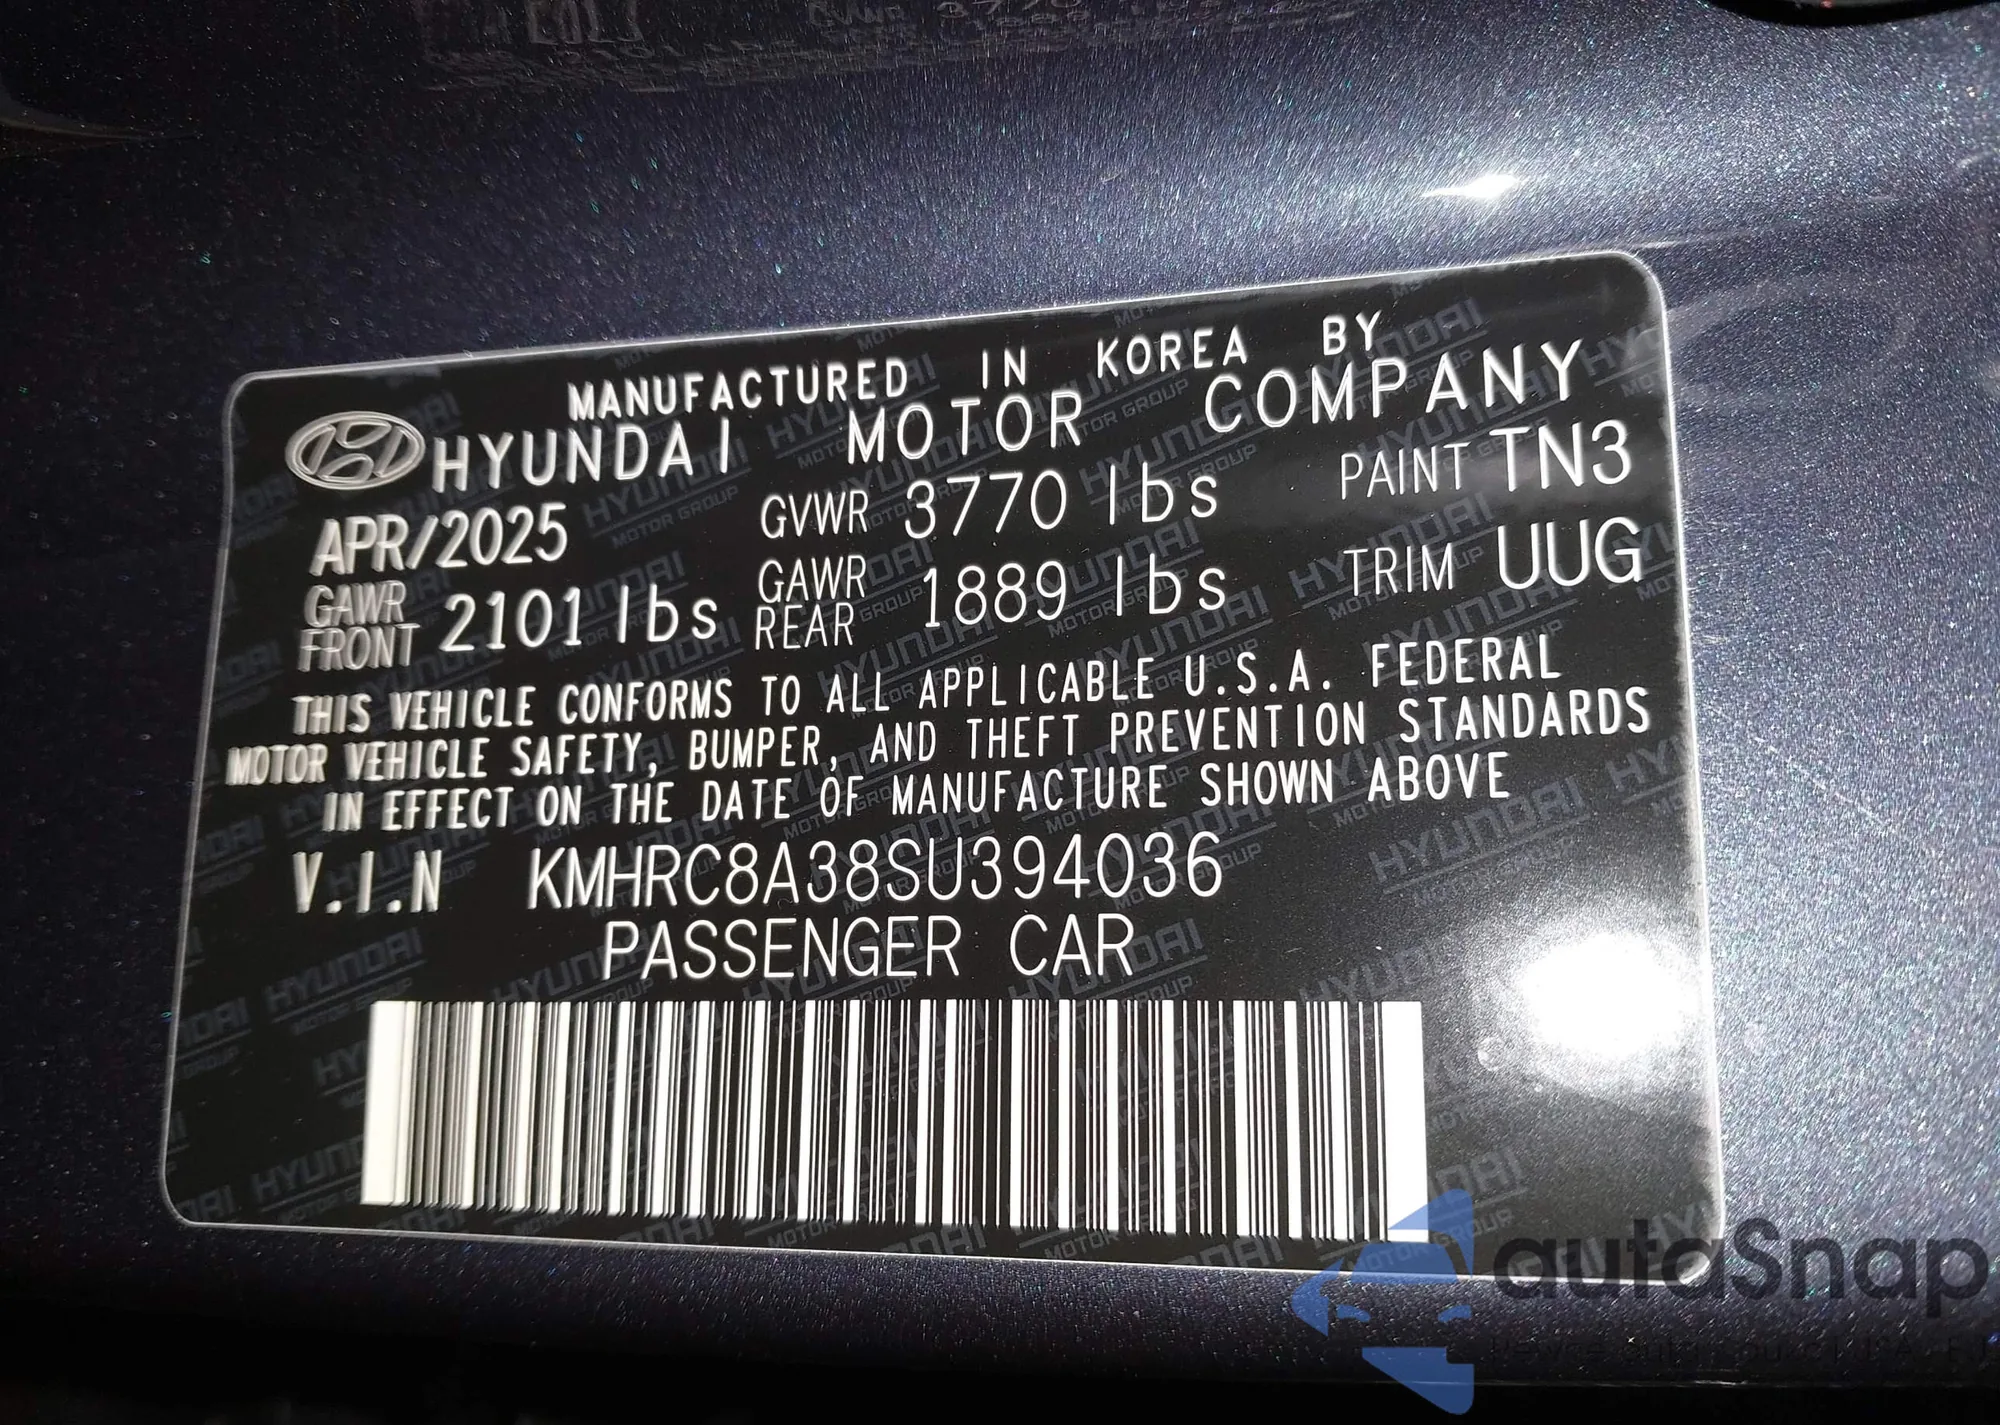 MANUFACTURED IN KOREA BY
HYUNDAI MOTOR COMPANY
APR/2025 GVWR 3770 lbs PAINT TN3
GAWR FRONT 2101 lbs GAWR REAR 1889 lbs TRIM UUG
THIS VEHICLE CONFORMS TO ALL APPLICABLE U.S.A. FEDERAL
MOTOR VEHICLE SAFETY, BUMPER, AND THEFT PREVENTION STANDARDS
IN EFFECT ON THE DATE OF MANUFACTURE SHOWN ABOVE
V.I.N KMHRC8A38SU394036
PASSENGER CAR
autaSnap